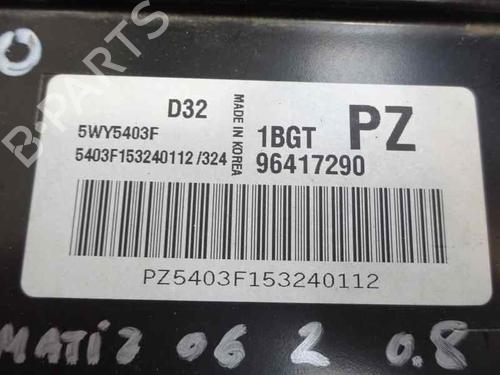 B-PARTS
D32
MADE IN KOREA
5WY5403F
1BGT
PZ
5403F153240112 /324
96417290
PZ5403F153240112
MATIZ 06 2 0.8